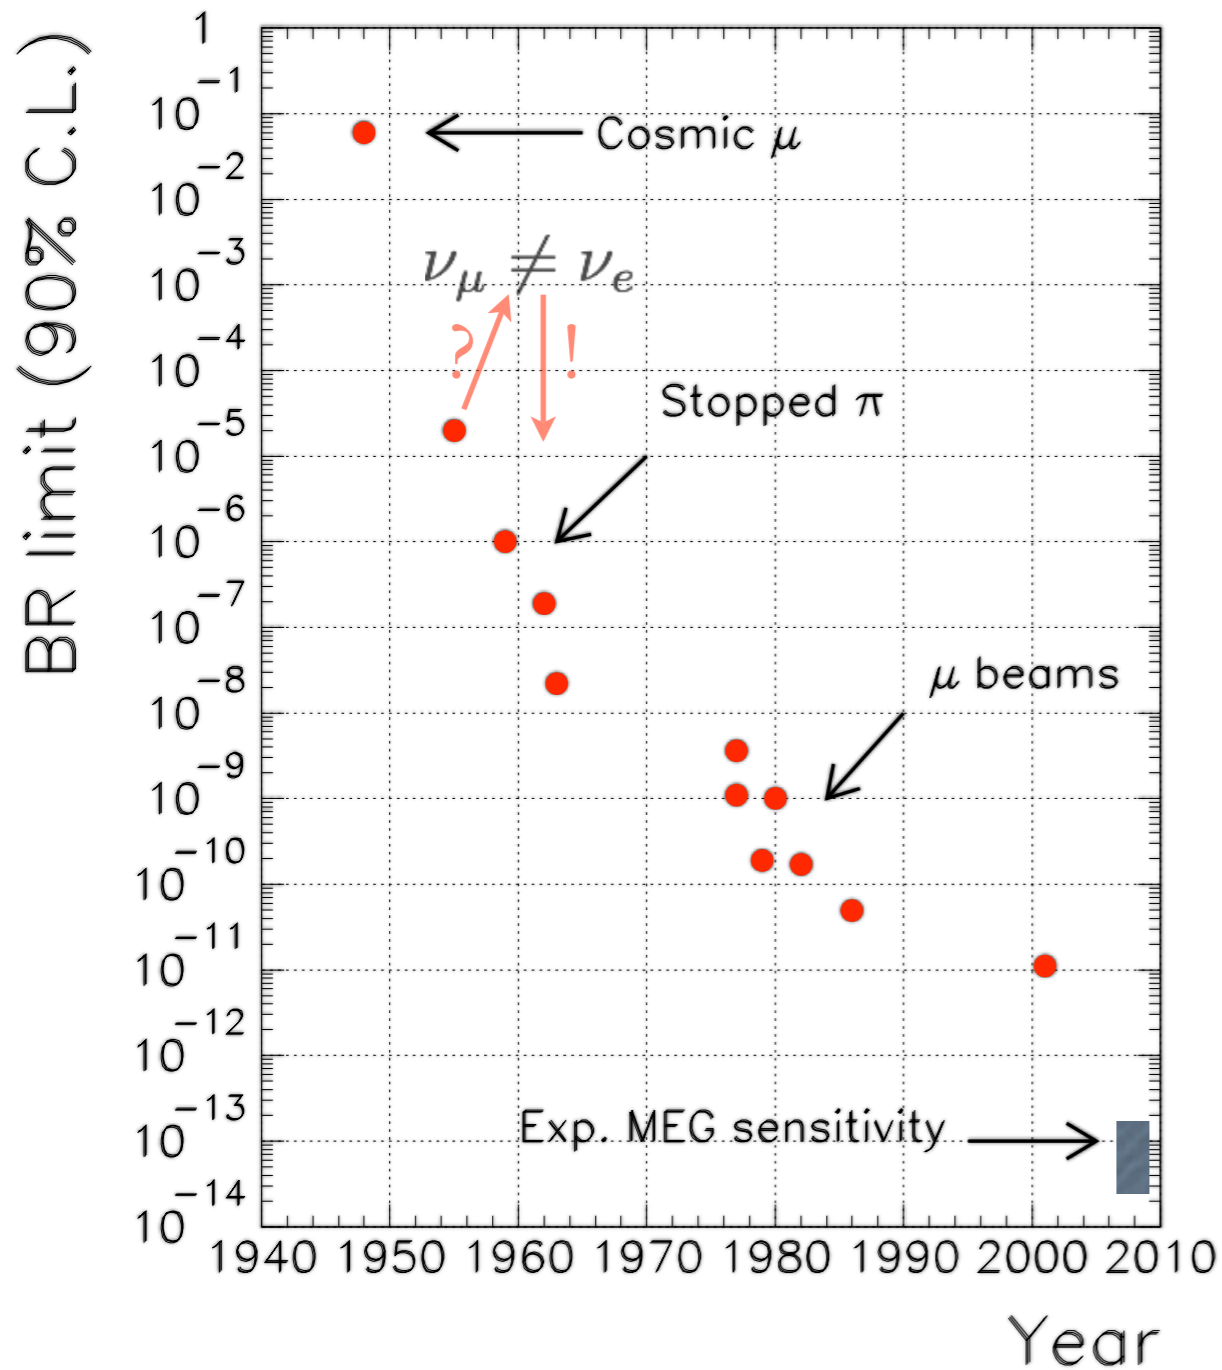 BR limit (90% C.L.)
1
10⁻¹
10⁻²
10⁻³
10⁻⁴
10⁻⁵
10⁻⁶
10⁻⁷
10⁻⁸
10⁻⁹
10⁻¹⁰
10⁻¹¹
10⁻¹²
10⁻¹³
10⁻¹⁴
Cosmic μ
ν_μ ≠ ν_e
? !
Stopped π
μ beams
Exp. MEG sensitivity
1940 1950 1960 1970 1980 1990 2000 2010
Year